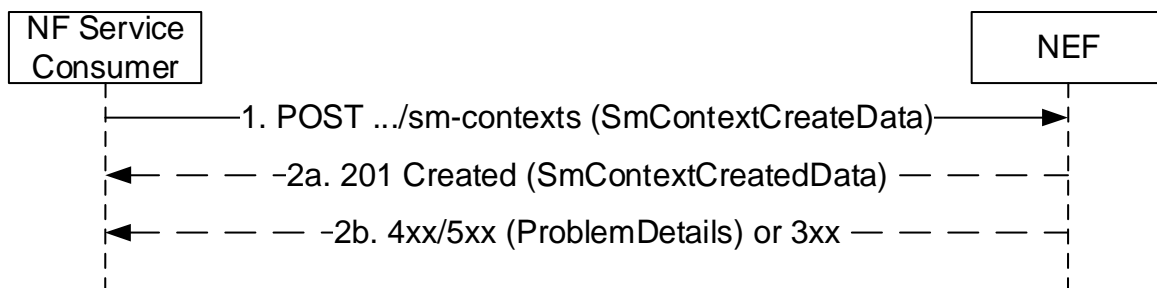 NF Service
Consumer
NEF
1. POST .../sm-contexts (SmContextCreateData)
2a. 201 Created (SmContextCreatedData)
2b. 4xx/5xx (ProblemDetails) or 3xx